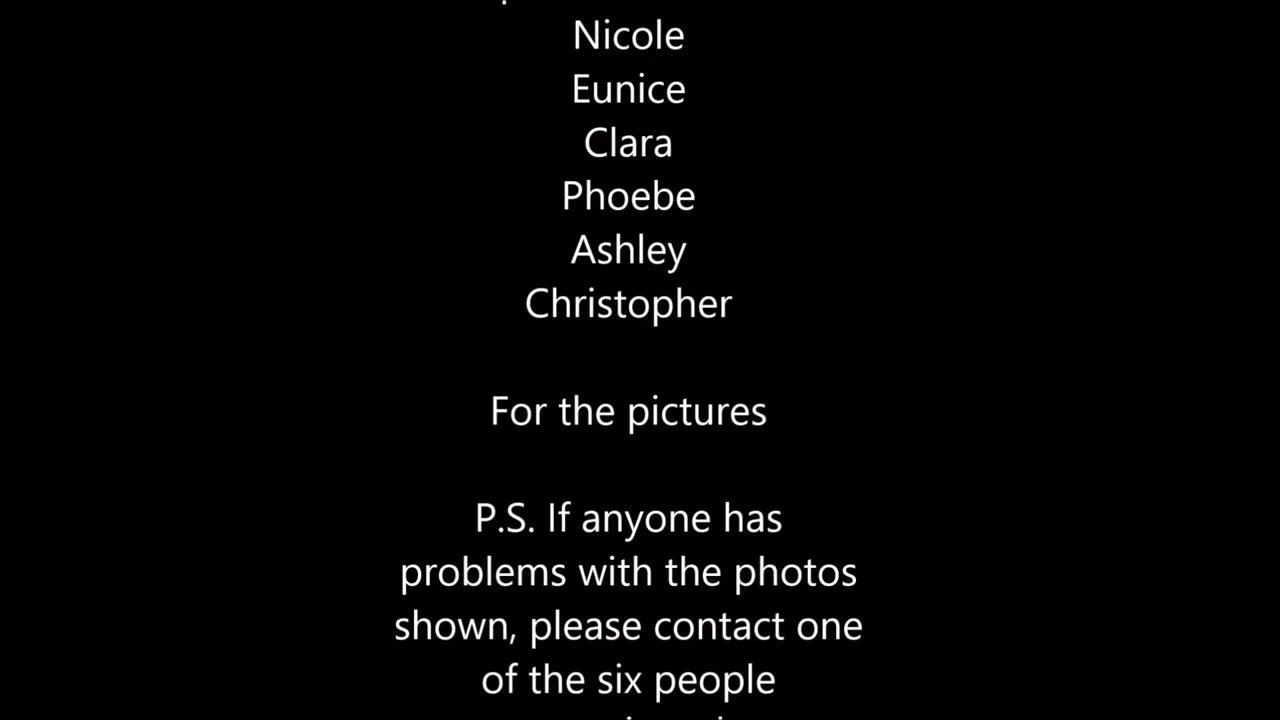 Nicole
Eunice
Clara
Phoebe
Ashley
Christopher
For the pictures
P.S. If anyone has
problems with the photos
shown, please contact one
of the six people